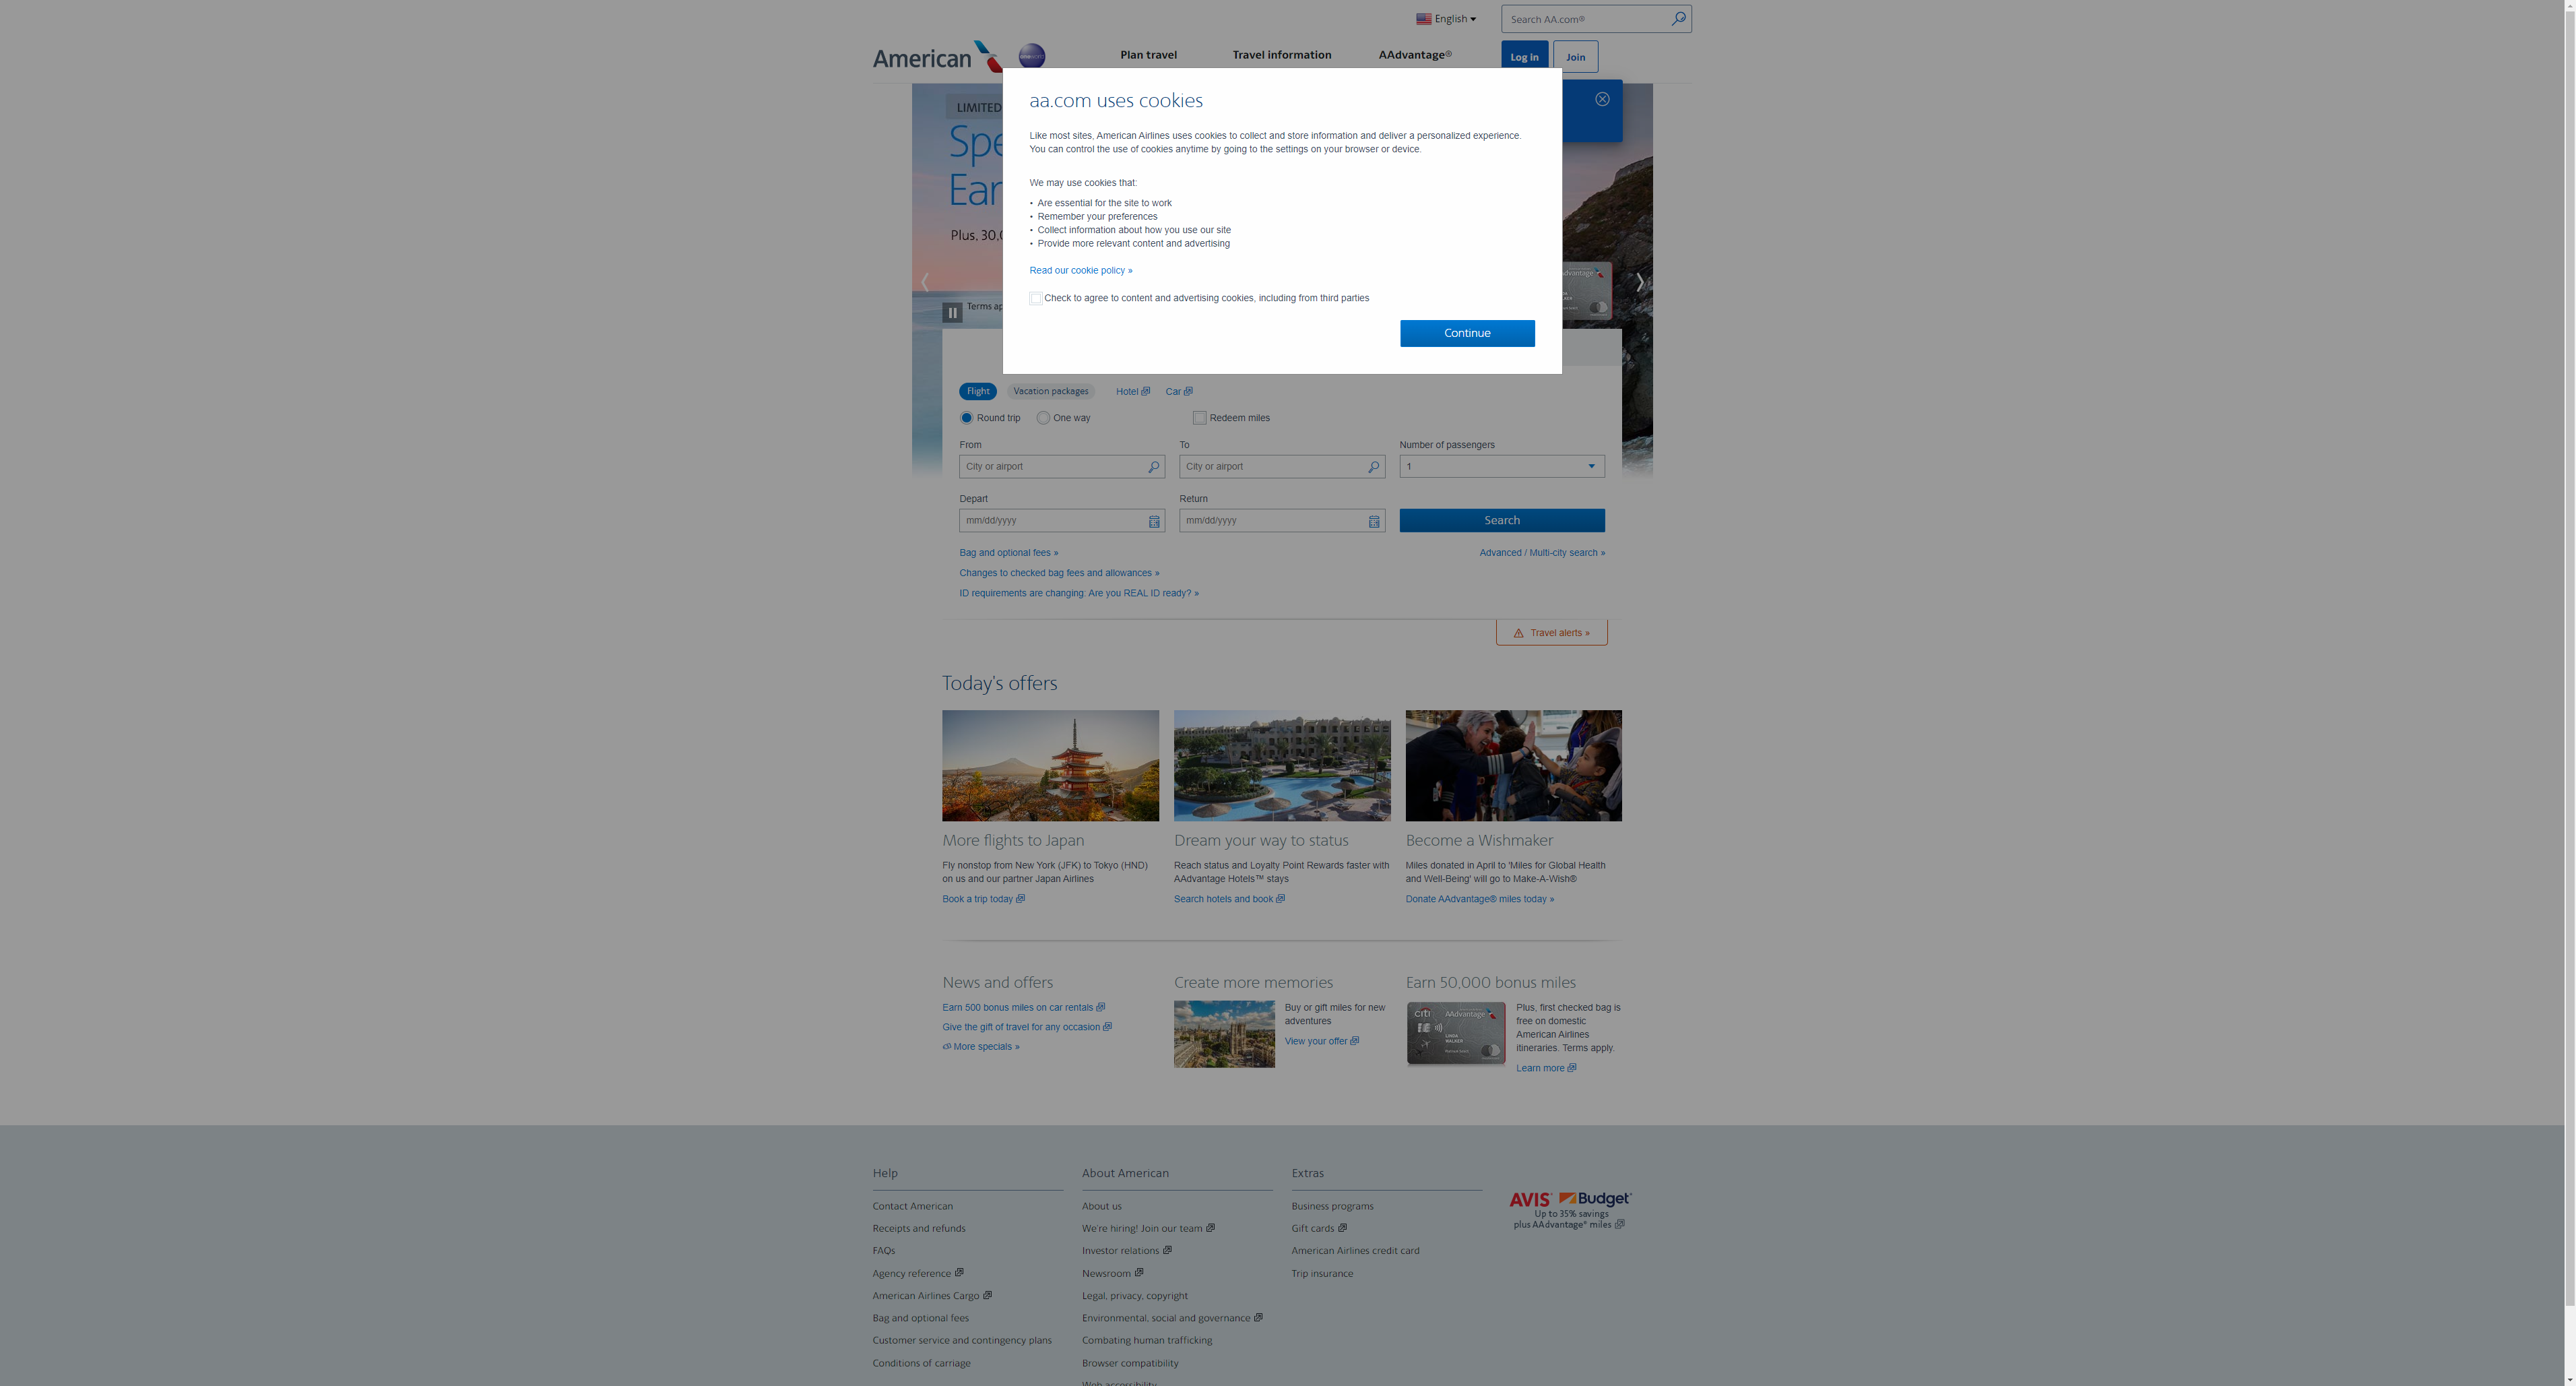 English
Search AA.com®
American
Plan travel
Travel information
AAdvantage®
Log in
Join
LIMITED
Plus, 30,
Terms
aa.com uses cookies
Like most sites, American Airlines uses cookies to collect and store information and deliver a personalized experience.
You can control the use of cookies anytime by going to the settings on your browser or device.
We may use cookies that:
• Are essential for the site to work
• Remember your preferences
• Collect information about how you use our site
• Provide more relevant content and advertising
Read our cookie policy »
Check to agree to content and advertising cookies, including from third parties
Continue
Flight
Vacation packages
Hotel
Car
Round trip
One way
Redeem miles
From
To
Number of passengers
City or airport
City or airport
1
Depart
Return
mm/dd/yyyy
mm/dd/yyyy
Search
Bag and optional fees »
Advanced / Multi-city search »
Changes to checked bag fees and allowances »
ID requirements are changing: Are you REAL ID ready? »
Travel alerts »
Today's offers
More flights to Japan
Fly nonstop from New York (JFK) to Tokyo (HND)
on us and our partner Japan Airlines
Book a trip today
Dream your way to status
Reach status and Loyalty Point Rewards faster with
AAdvantage Hotels™ stays
Search hotels and book
Become a Wishmaker
Miles donated in April to 'Miles for Global Health
and Well-Being' will go to Make-A-Wish®
Donate AAdvantage® miles today »
News and offers
Earn 500 bonus miles on car rentals
Give the gift of travel for any occasion
More specials »
Create more memories
Buy or gift miles for new
adventures
View your offer
Earn 50,000 bonus miles
citi
AAdvantage
LINDA
WALKER
Plus, first checked bag is
free on domestic
American Airlines
itineraries. Terms apply.
Learn more
Help
Contact American
Receipts and refunds
FAQs
Agency reference
American Airlines Cargo
Bag and optional fees
Customer service and contingency plans
Conditions of carriage
About American
About us
We're hiring! Join our team
Investor relations
Newsroom
Legal, privacy, copyright
Environmental, social and governance
Combating human trafficking
Browser compatibility
Web accessibility
Extras
Business programs
Gift cards
American Airlines credit card
Trip insurance
AVIS Budget
Up to 35% savings
plus AAdvantage® miles